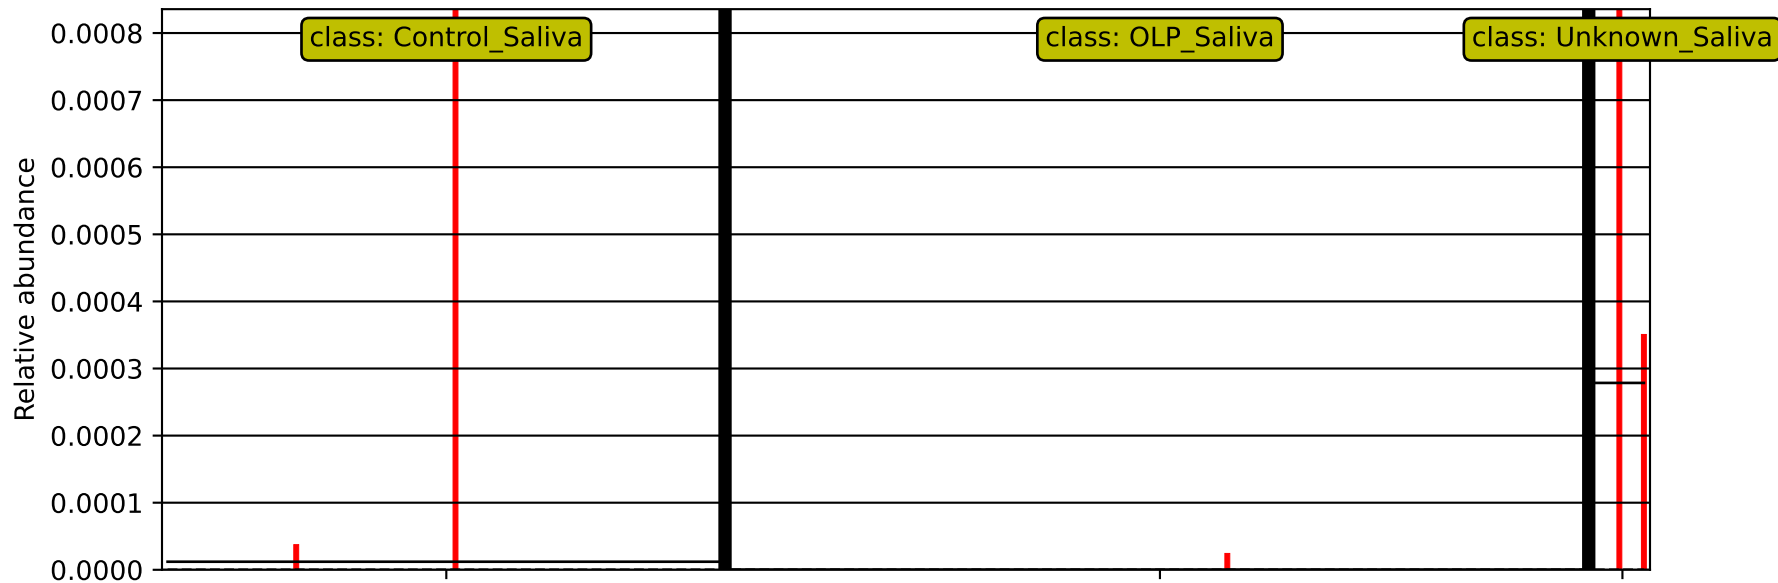 class: Control_Saliva
class: OLP_Saliva
class: Unknown_Saliva
Relative abundance
0.0008
0.0007
0.0006
0.0005
0.0004
0.0003
0.0002
0.0001
0.0000